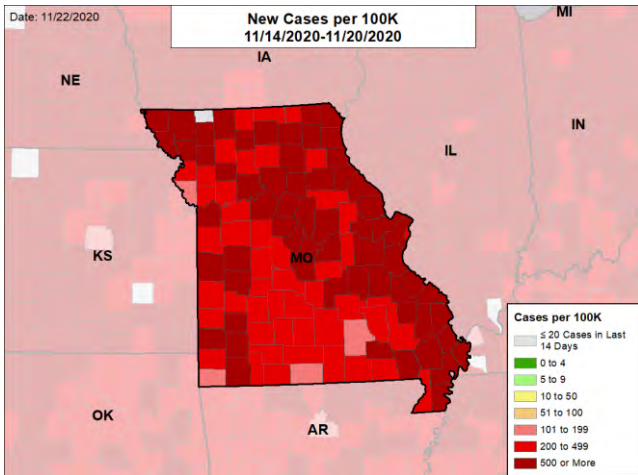 Date: 11/22/2020
New Cases per 100K
11/14/2020-11/20/2020
MI
IA
NE
IN
IL
KS
MO
OK
AR
Cases per 100K
≤ 20 Cases in Last
14 Days
0 to 4
5 to 9
10 to 50
51 to 100
101 to 199
200 to 499
500 or More